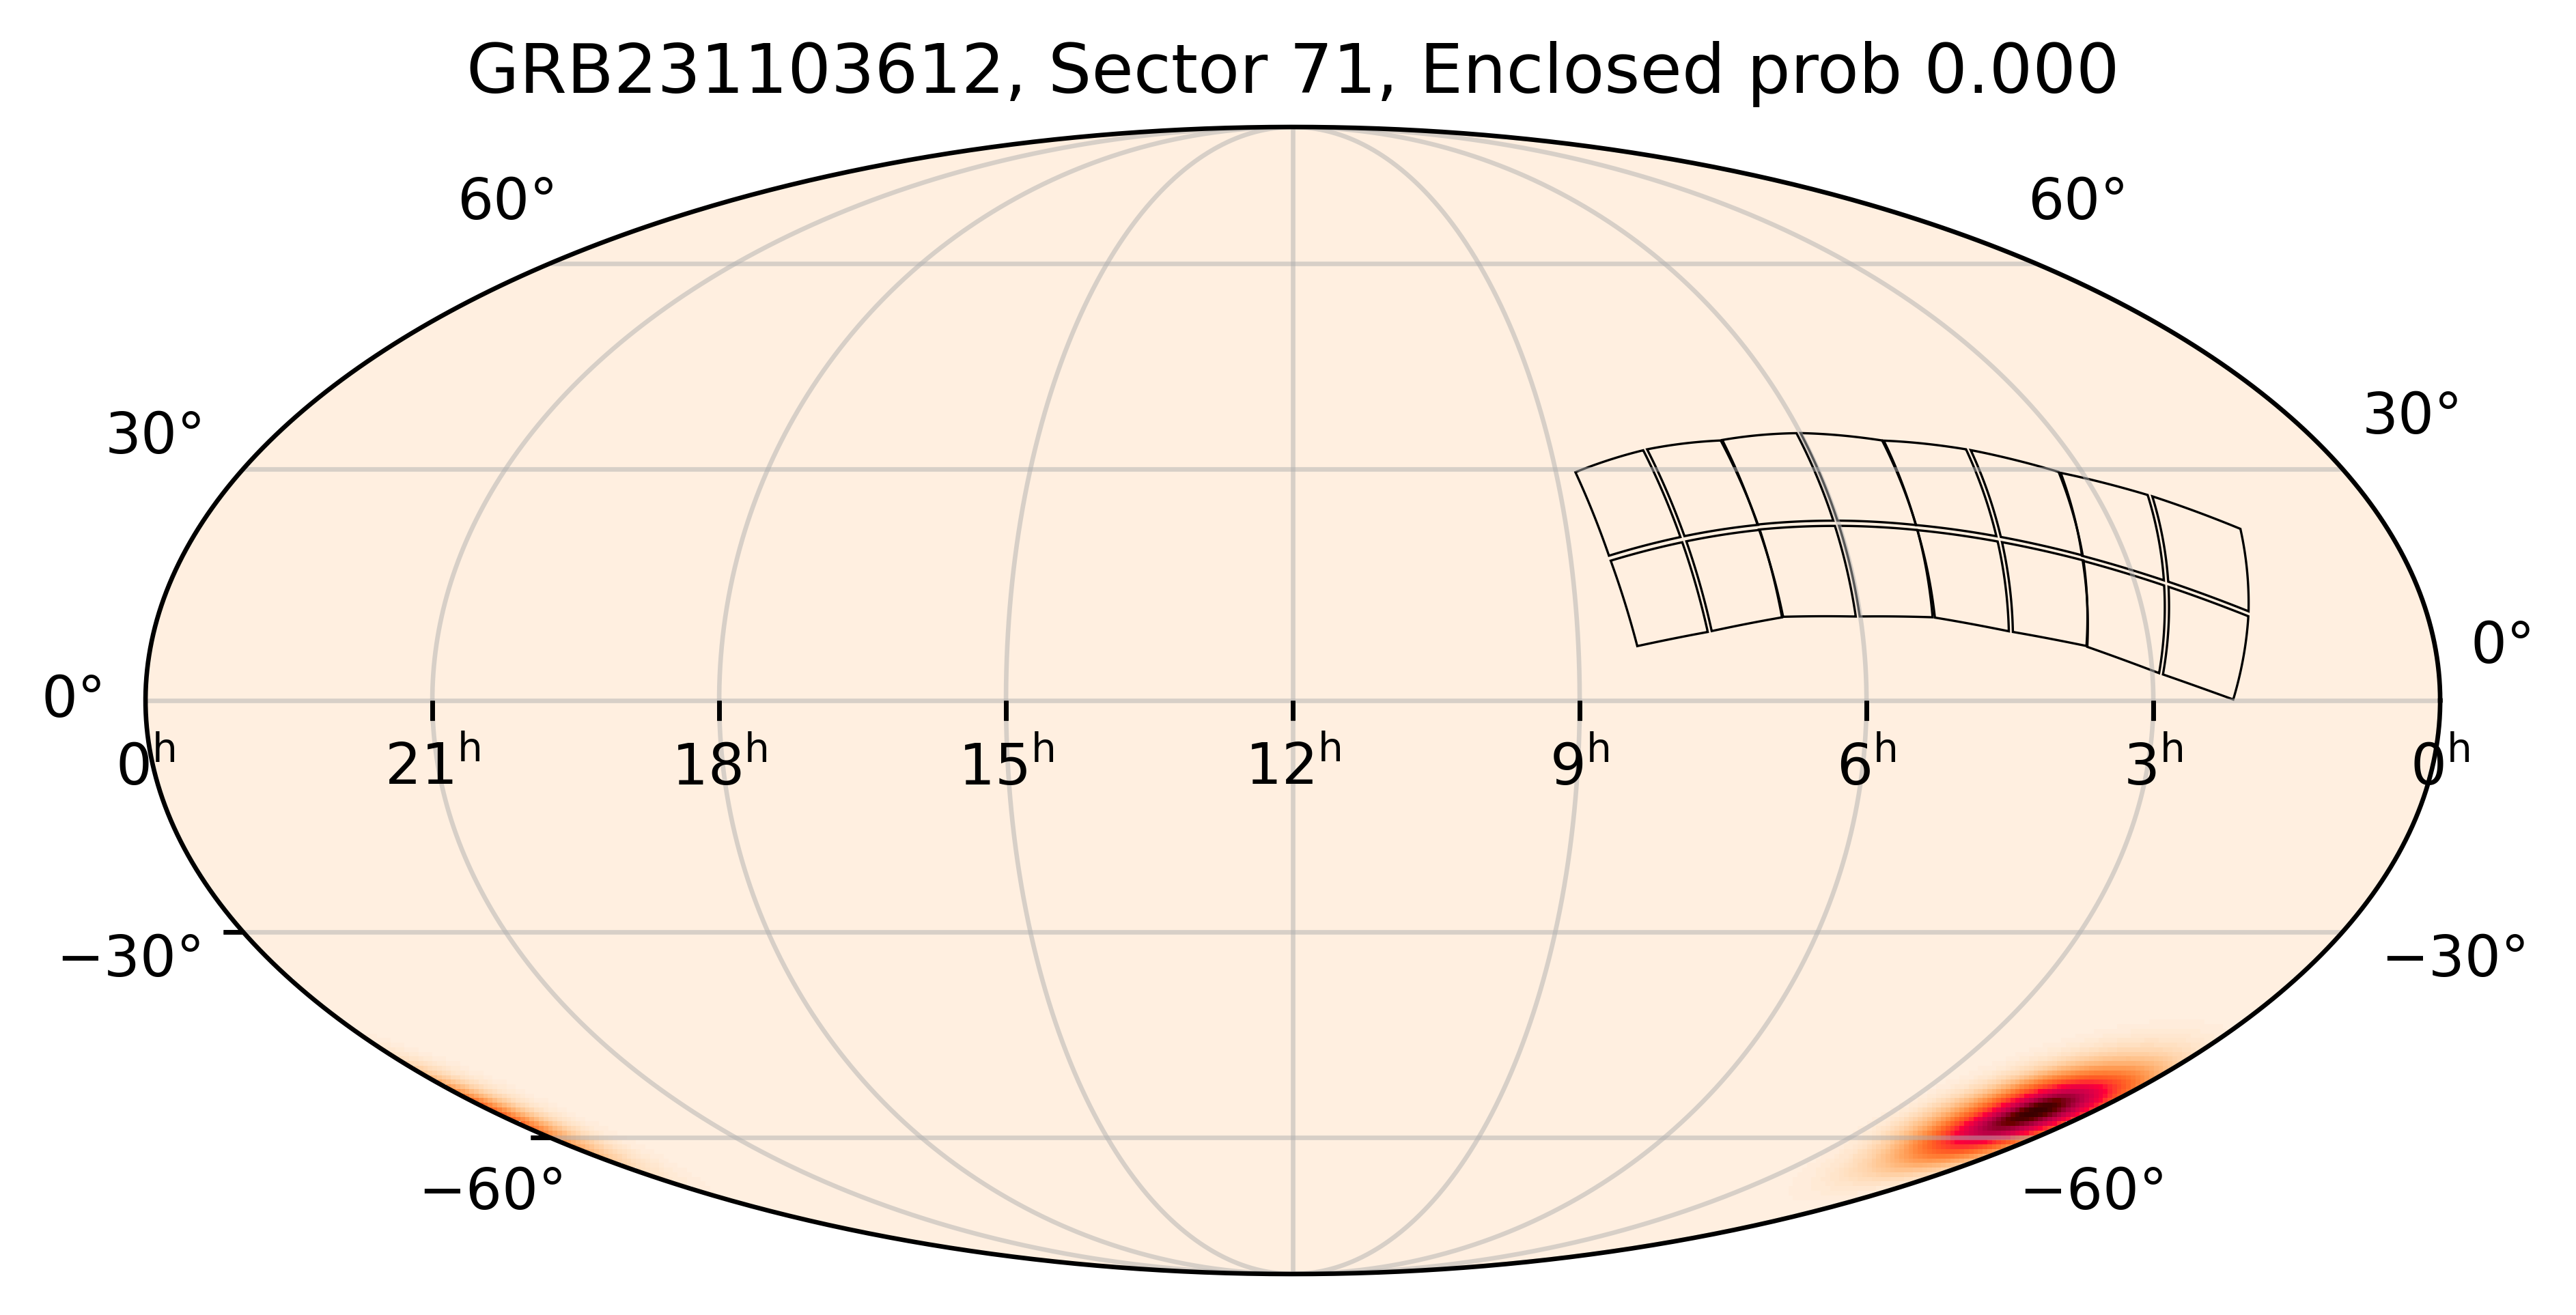 GRB231103612, Sector 71, Enclosed prob 0.000
60° 60°
30° 30°
0° 0°
0ʰ 21ʰ 18ʰ 15ʰ 12ʰ 9ʰ 6ʰ 3ʰ 0ʰ
−30° −30°
−60° −60°